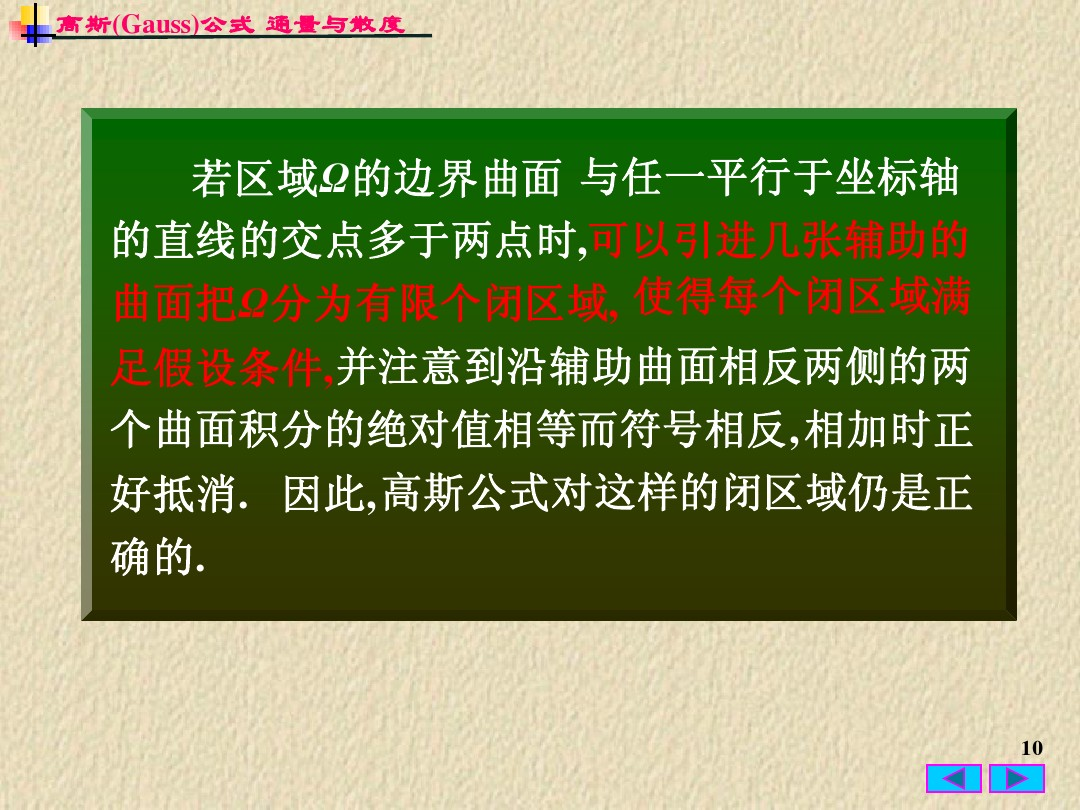 高斯(Gauss)公式 通量与散度
若区域Ω的边界曲面 与任一平行于坐标轴
的直线的交点多于两点时,可以引进几张辅助的
曲面把Ω分为有限个闭区域, 使得每个闭区域满
足假设条件,并注意到沿辅助曲面相反两侧的两
个曲面积分的绝对值相等而符号相反,相加时正
好抵消. 因此,高斯公式对这样的闭区域仍是正
确的.
10